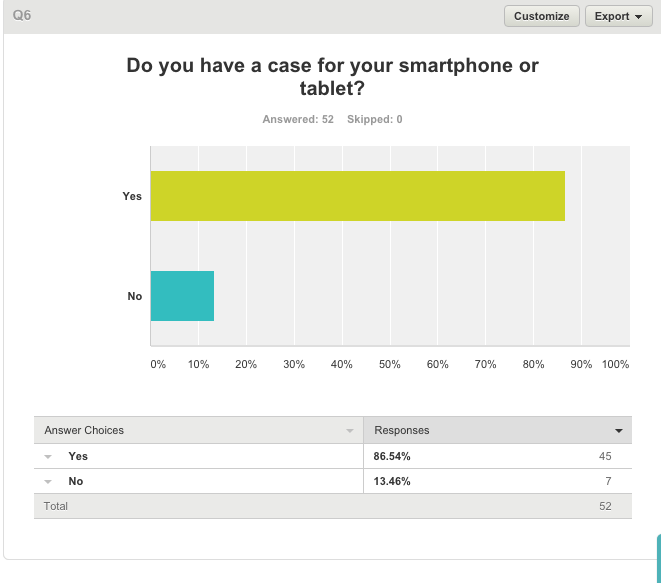 Q6
Customize
Export
Do you have a case for your smartphone or
tablet?
Answered: 52 Skipped: 0
Yes
No
0% 10% 20% 30% 40% 50% 60% 70% 80% 90% 100%
Answer Choices Responses
Yes 86.54% 45
No 13.46% 7
Total 52